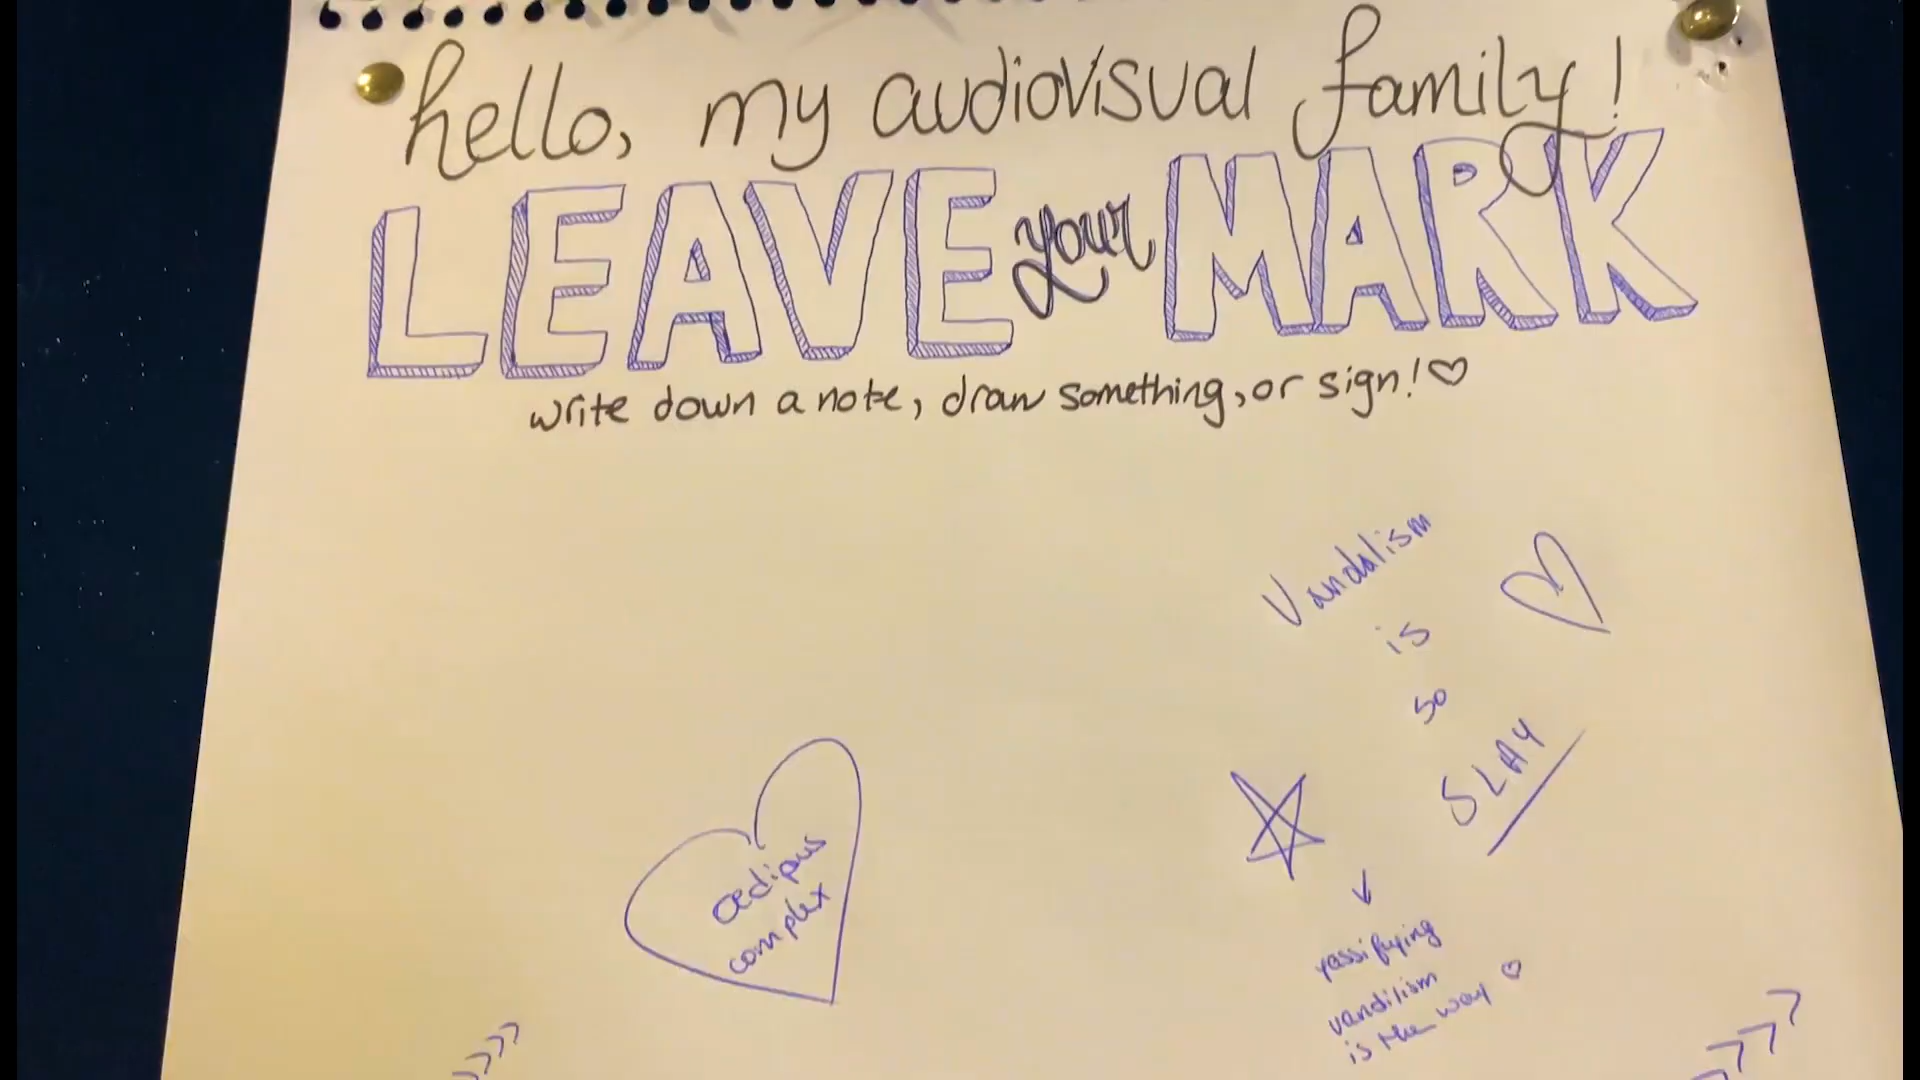 hello, my audiovisual family!
LEAVE your MARK
write down a note, draw something, or sign! ♡
Vandalism
is
so
SLAY
oedipus
complex
yassifying
vandilism
is the way ♡